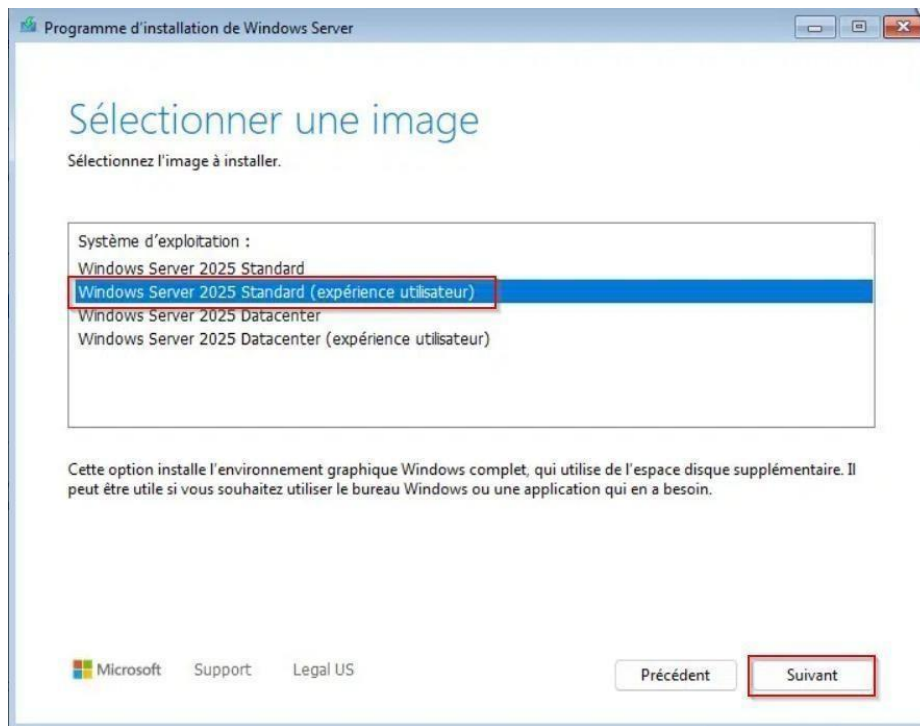 Programme d'installation de Windows Server
Sélectionner une image
Sélectionnez l'image à installer.
Système d'exploitation :
Windows Server 2025 Standard
Windows Server 2025 Standard (expérience utilisateur)
Windows Server 2025 Datacenter
Windows Server 2025 Datacenter (expérience utilisateur)
Cette option installe l'environnement graphique Windows complet, qui utilise de l'espace disque supplémentaire. Il
peut être utile si vous souhaitez utiliser le bureau Windows ou une application qui en a besoin.
Microsoft Support Legal US Précédent Suivant